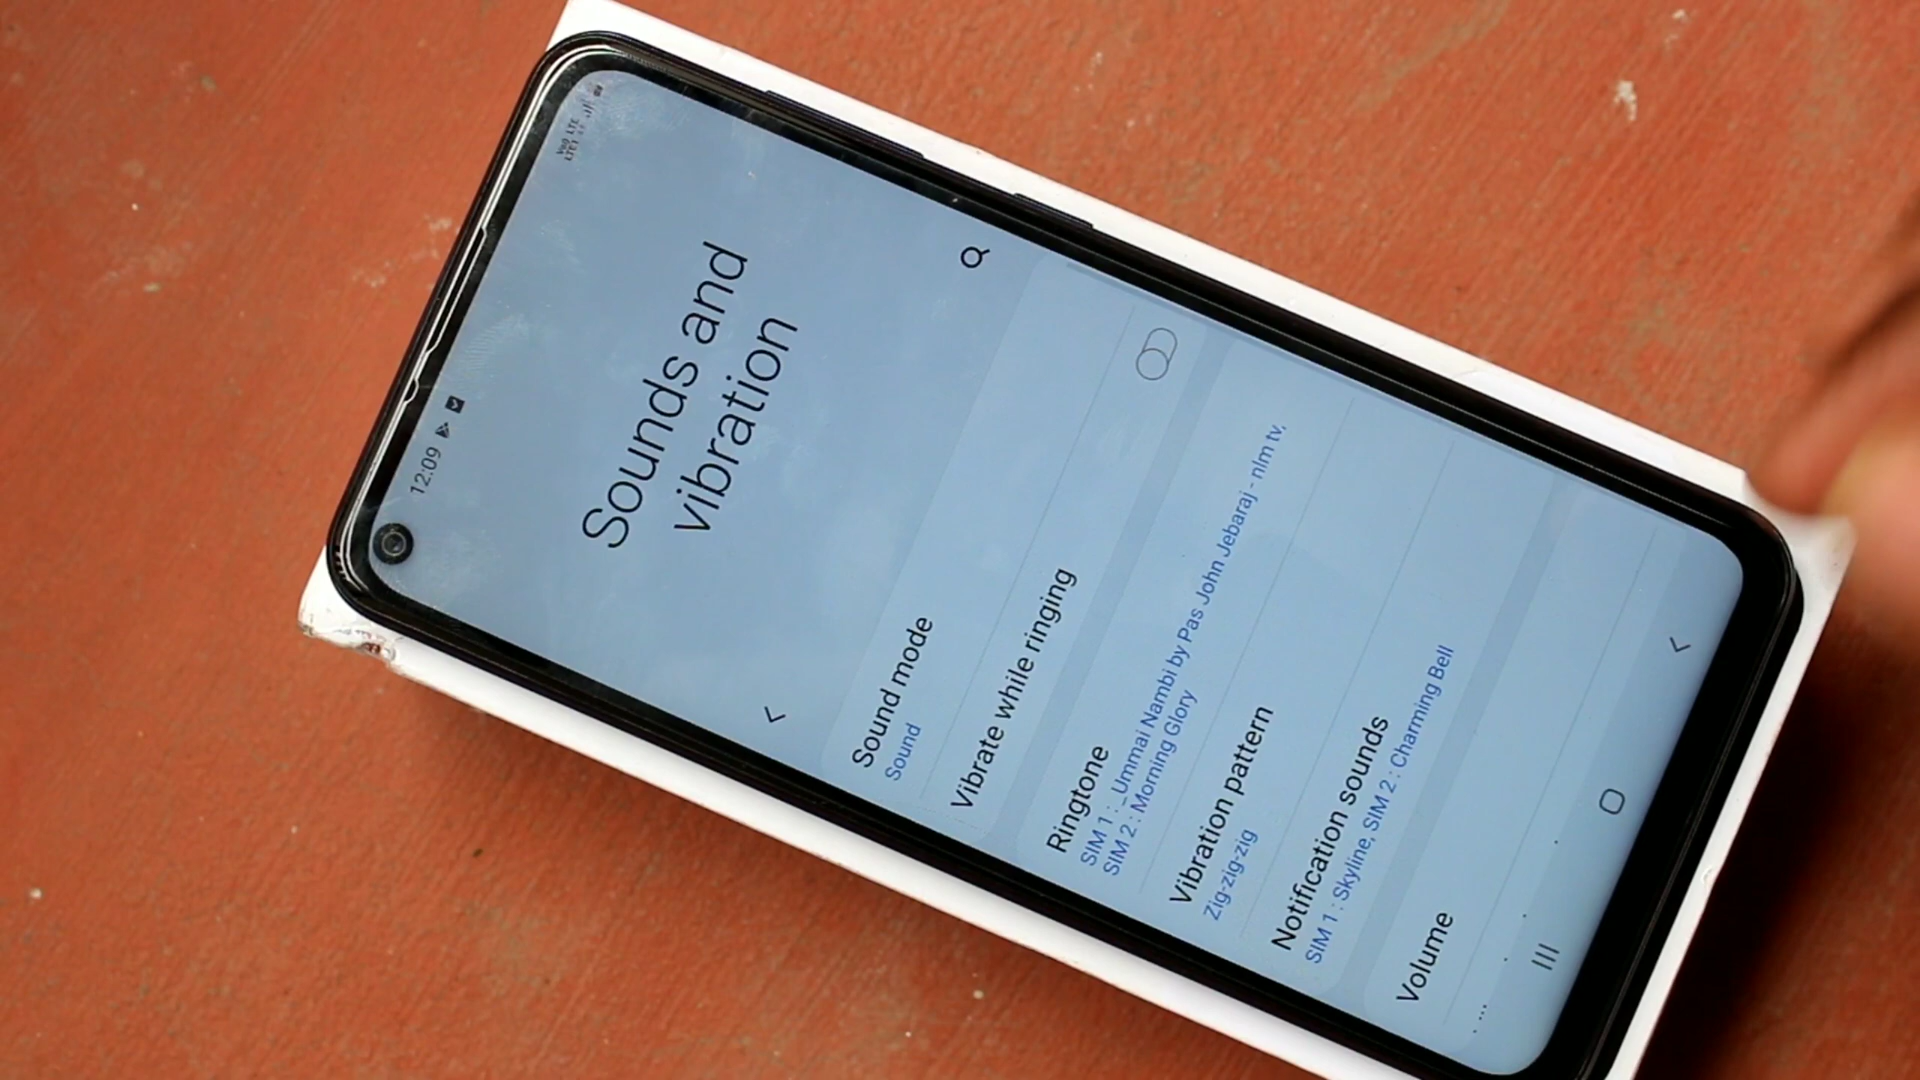 12:09
Sounds and
vibration
Sound mode
Sound
Vibrate while ringing
Ringtone
SIM 1 : _Ummai Nambi by Pas John Jebaraj - nlm tv,
SIM 2 : Morning Glory
Vibration pattern
Zig-zig-zig
Notification sounds
SIM 1 : Skyline, SIM 2 : Charming Bell
Volume